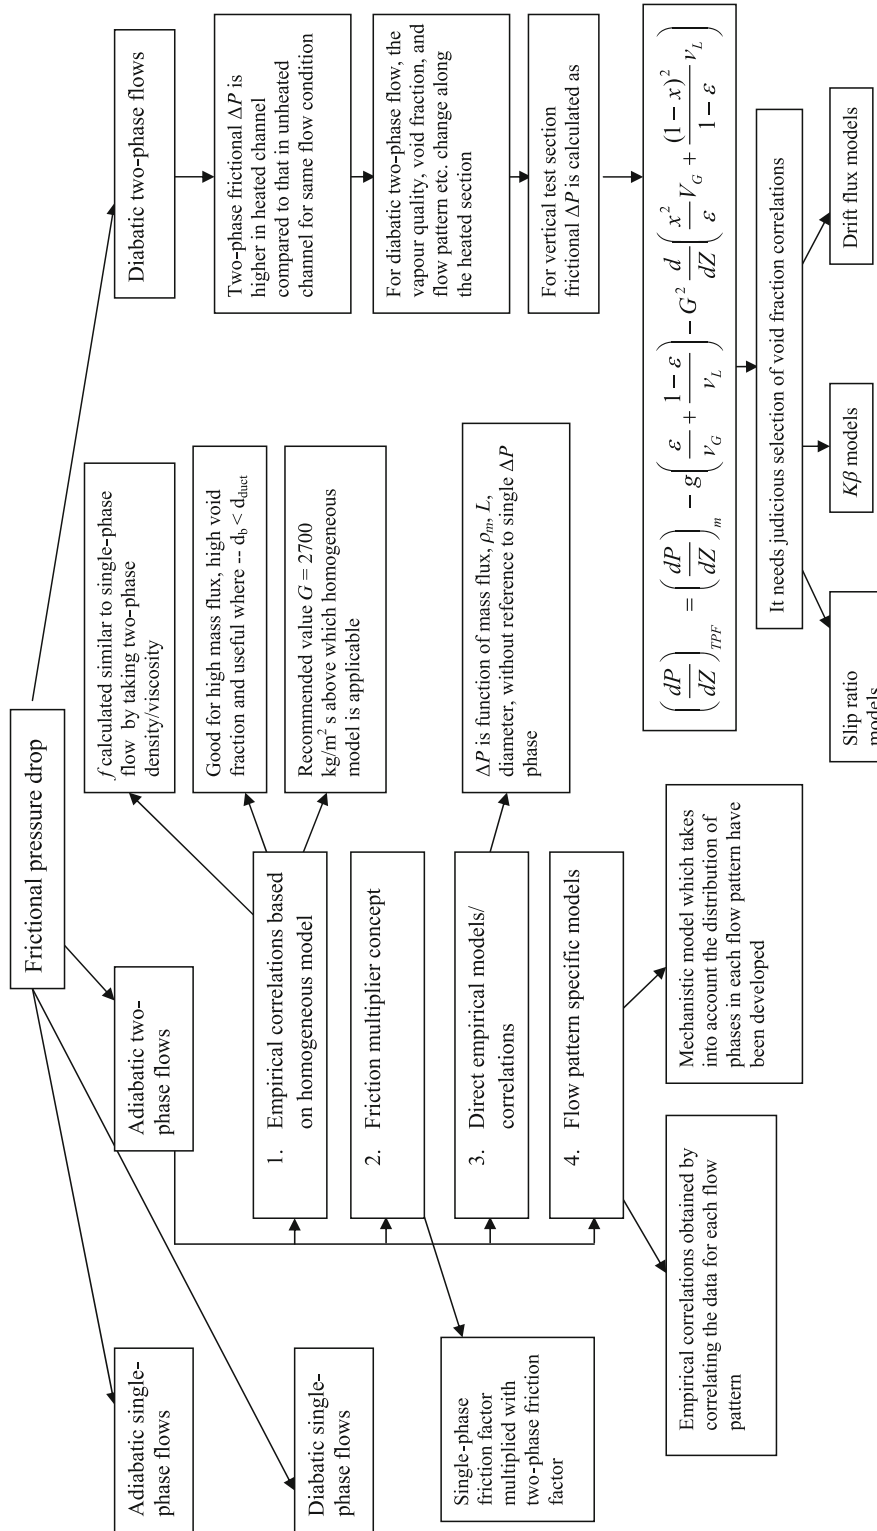 Frictional pressure drop
Adiabatic single-
phase flows
Diabatic single-
phase flows
Adiabatic two-
phase flows
Diabatic two-phase flows
1. Empirical correlations based
on homogeneous model
2. Friction multiplier concept
3. Direct empirical models/
correlations
4. Flow pattern specific models
f calculated similar to single-phase
flow by taking two-phase
density/viscosity
Good for high mass flux, high void
fraction and useful where -- d_b < d_duct
Recommended value G = 2700
kg/m² s above which homogeneous
model is applicable
Single-phase
friction factor
multiplied with
two-phase friction
factor
ΔP is function of mass flux, ρ_m, L,
diameter, without reference to single ΔP
phase
Empirical correlations obtained by
correlating the data for each flow
pattern
Mechanistic model which takes
into account the distribution of
phases in each flow pattern have
been developed
Two-phase frictional ΔP is
higher in heated channel
compared to that in unheated
channel for same flow condition
For diabatic two-phase flow, the
vapour quality, void fraction, and
flow pattern etc. change along
the heated section
For vertical test section
frictional ΔP is calculated as
(dP/dZ)_TPF = (dP/dZ)_m − g(ε/ν_G + (1 − ε)/ν_L) − G² d/dZ (x²/ε V_G + (1 − x)²/(1 − ε) ν_L)
It needs judicious selection of void fraction correlations
Slip ratio
models
Kβ models
Drift flux models